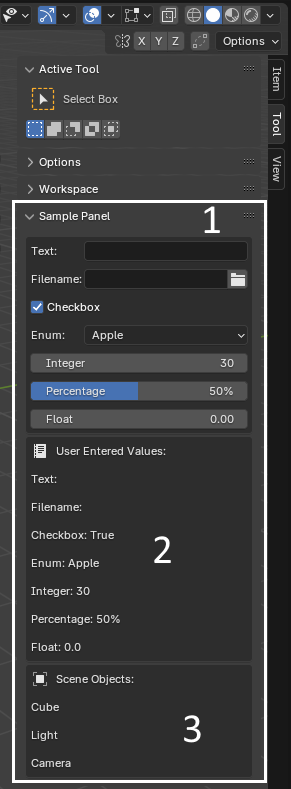 X Y Z Options
Active Tool
Item
Select Box
Tool
Options
View
Workspace
Sample Panel
1
Text:
Filename:
Checkbox
Enum: Apple
Integer 30
Percentage 50%
Float 0.00
User Entered Values:
Text:
Filename:
Checkbox: True
2
Enum: Apple
Integer: 30
Percentage: 50%
Float: 0.0
Scene Objects:
Cube
3
Light
Camera